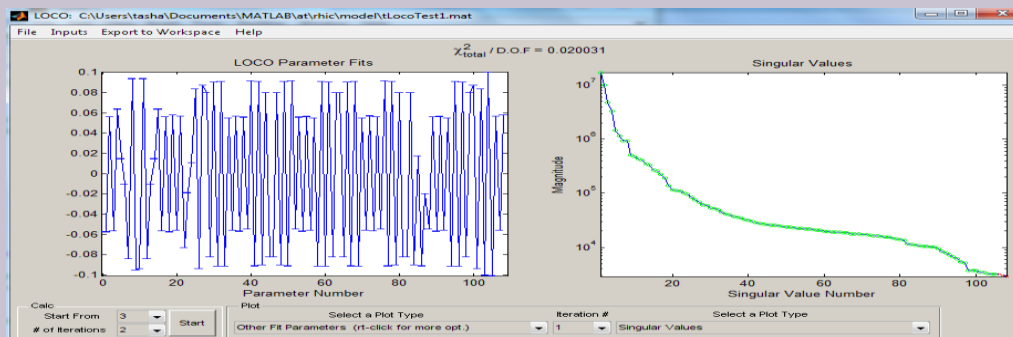 LOCO: C:\Users\tasha\Documents\MATLAB\at\rhic\model\tLocoTest1.mat
File Inputs Export to Workspace Help
χ²total / D.O.F = 0.020031
LOCO Parameter Fits
0.1
0.08
0.06
0.04
0.02
0
-0.02
-0.04
-0.06
-0.08
-0.1
0 20 40 60 80 100
Parameter Number
Singular Values
10⁷
10⁶
10⁵
10⁴
Magnitude
20 40 60 80 100
Singular Value Number
Calc
Start From 3
# of Iterations 2
Start
Plot
Select a Plot Type Iteration # Select a Plot Type
Other Fit Parameters (rt-click for more opt.) 1 Singular Values